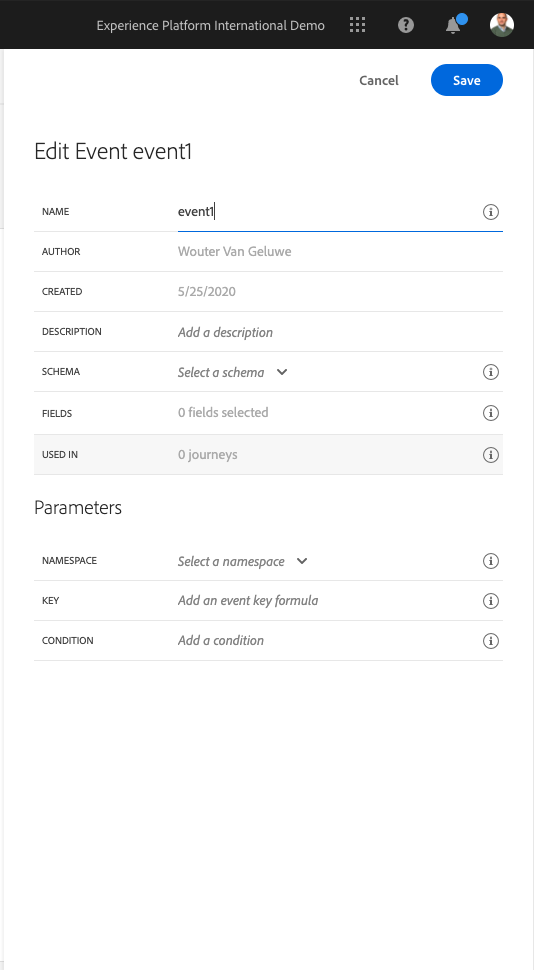 Experience Platform International Demo
Cancel
Save
Edit Event event1
NAME event1
AUTHOR Wouter Van Geluwe
CREATED 5/25/2020
DESCRIPTION Add a description
SCHEMA Select a schema
FIELDS 0 fields selected
USED IN 0 journeys
Parameters
NAMESPACE Select a namespace
KEY Add an event key formula
CONDITION Add a condition